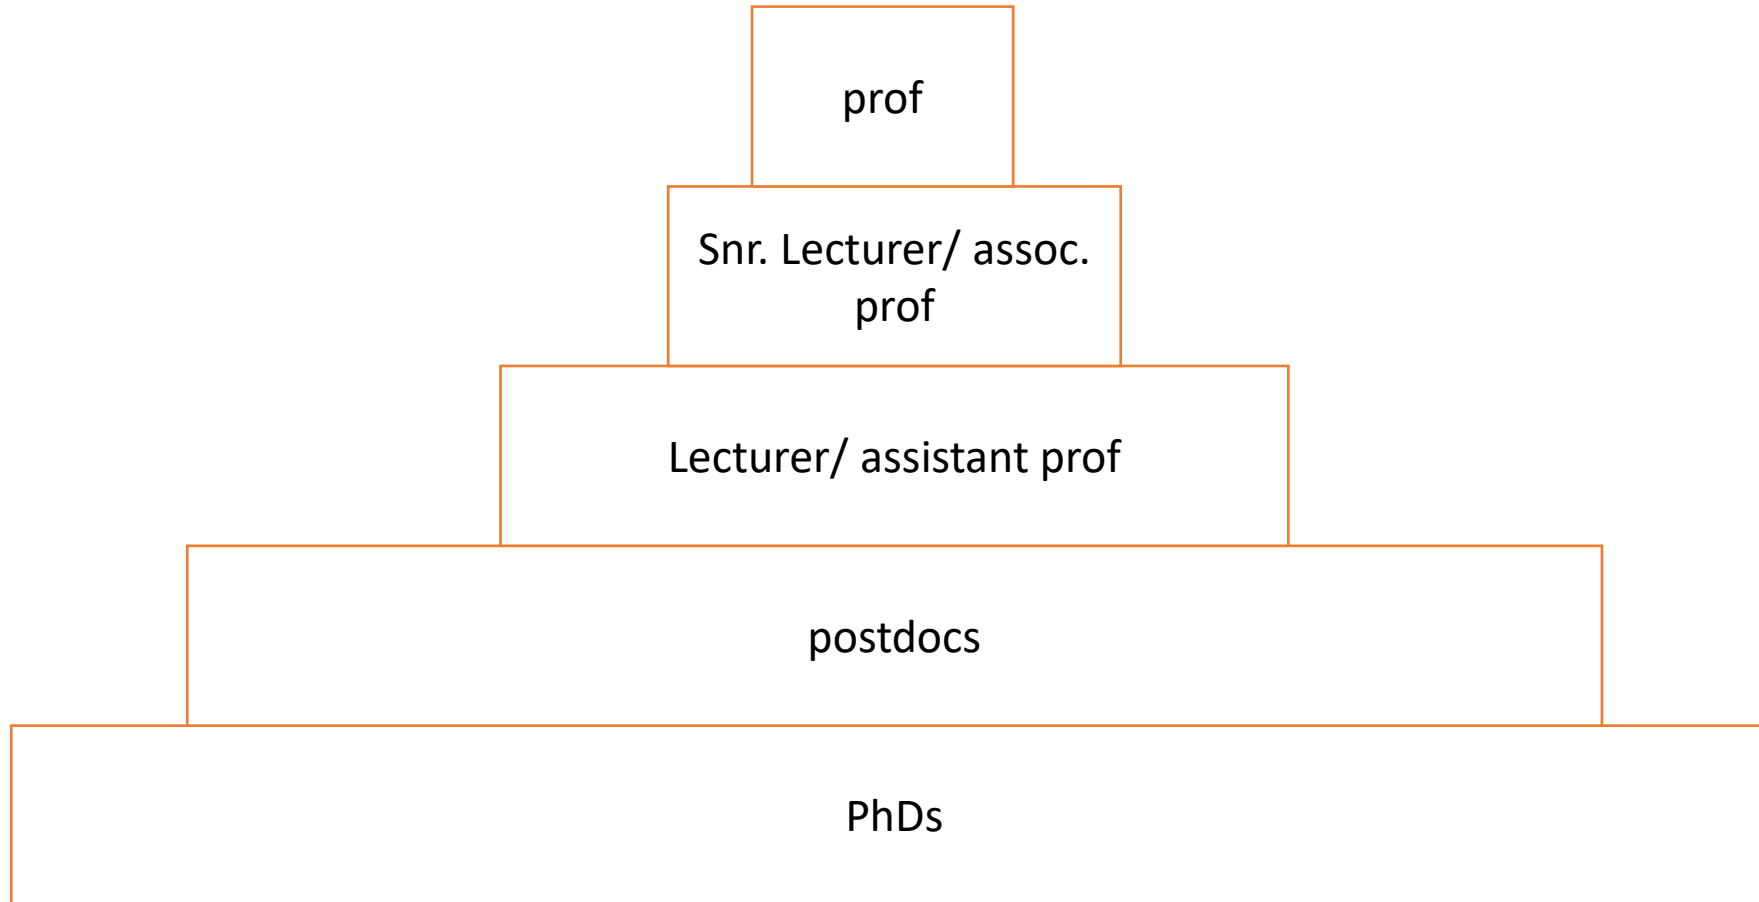 prof
Snr. Lecturer/ assoc.
prof
Lecturer/ assistant prof
postdocs
PhDs